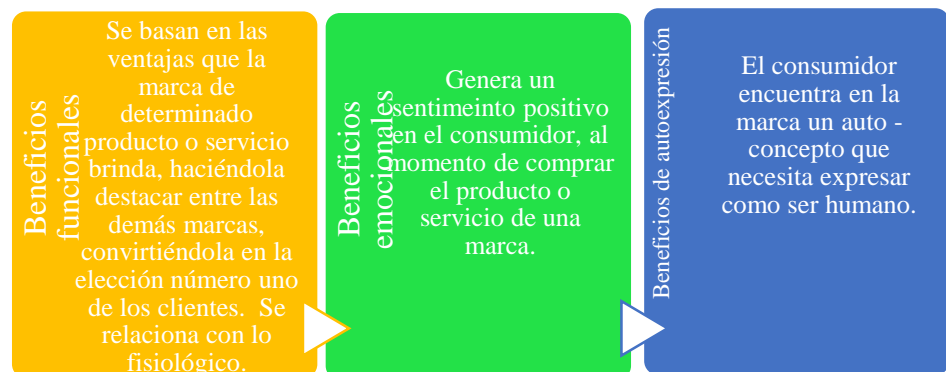 Beneficios
funcionales
Se basan en las
ventajas que la
marca de
determinado
producto o servicio
brinda, haciéndola
destacar entre las
demás marcas,
convirtiéndola en la
elección número uno
de los clientes.  Se
relaciona con lo
fisiológico.
Beneficios
emocionales
Genera un
sentimeinto positivo
en el consumidor, al
momento de comprar
el producto o
servicio de una
marca.
Beneficios de autoexpresión
El consumidor
encuentra en la
marca un auto -
concepto que
necesita expresar
como ser humano.